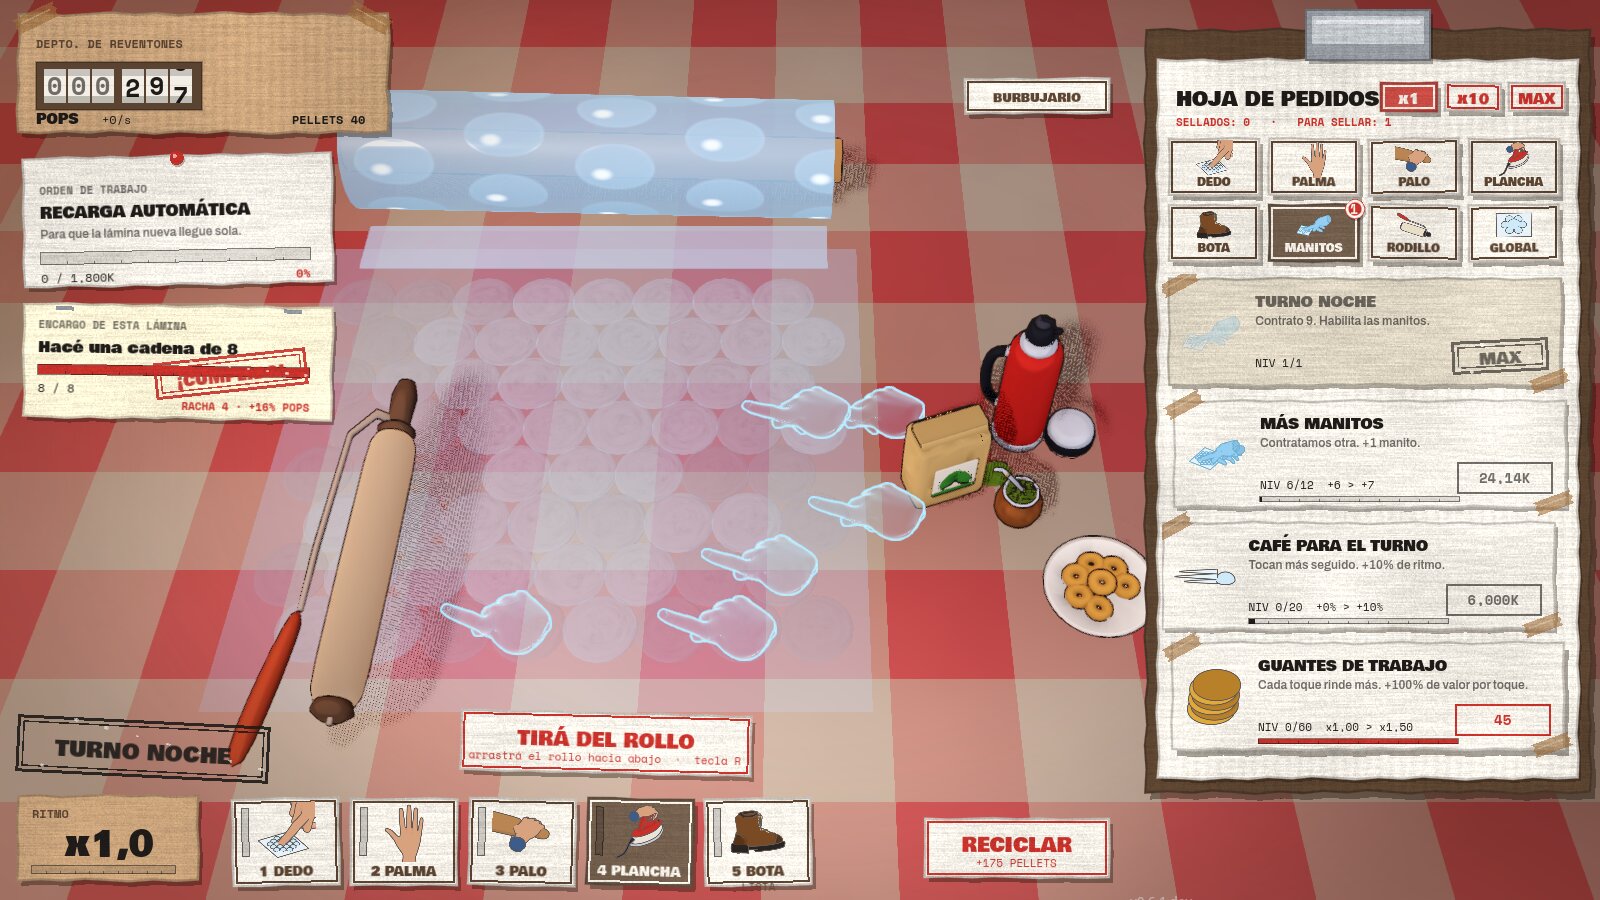 DEPTO. DE REVENTONES
000 297
POPS +0/s PELLETS 40
ORDEN DE TRABAJO
RECARGA AUTOMÁTICA
Para que la lámina nueva llegue sola.
0 / 1.800K 0%
ENCARGO DE ESTA LÁMINA
Hacé una cadena de 8
8 / 8
RACHA 4 · +16% POPS
BURBUJARIO
HOJA DE PEDIDOS x1 x10 MAX
SELLADOS: 0 · PARA SELLAR: 1
DEDO PALMA PALO PLANCHA
1
BOTA MANITOS RODILLO GLOBAL
TURNO NOCHE
Contrato 9. Habilita las manitos.
NIV 1/1 MAX
MÁS MANITOS
Contratamos otra. +1 manito.
NIV 6/12 +6 > +7 24,14K
CAFÉ PARA EL TURNO
Tocan más seguido. +10% de ritmo.
NIV 0/20 +0% > +10% 6,000K
GUANTES DE TRABAJO
Cada toque rinde más. +100% de valor por toque.
NIV 0/60 x1,00 > x1,50 45
TURNO NOCHE
TIRÁ DEL ROLLO
arrastrá el rollo hacia abajo · tecla R
RITMO
x1,0
1 DEDO 2 PALMA 3 PALO 4 PLANCHA 5 BOTA
LISTA
RECICLAR
+175 PELLETS